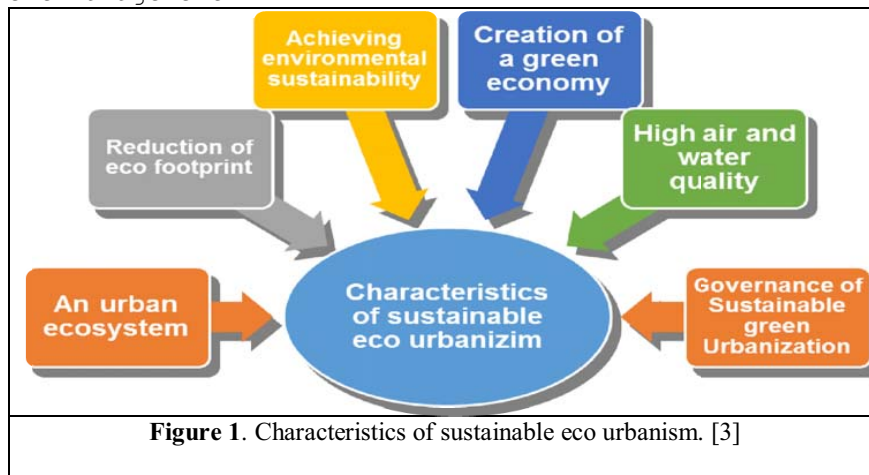 Achieving
environmental
sustainability
Creation of
a green
economy
Reduction of
eco footprint
High air and
water
quality
An urban
ecosystem
Characteristics
of sustainable
eco urbanizim
Governance of
Sustainable
green
Urbanization
Figure 1. Characteristics of sustainable eco urbanism. [3]